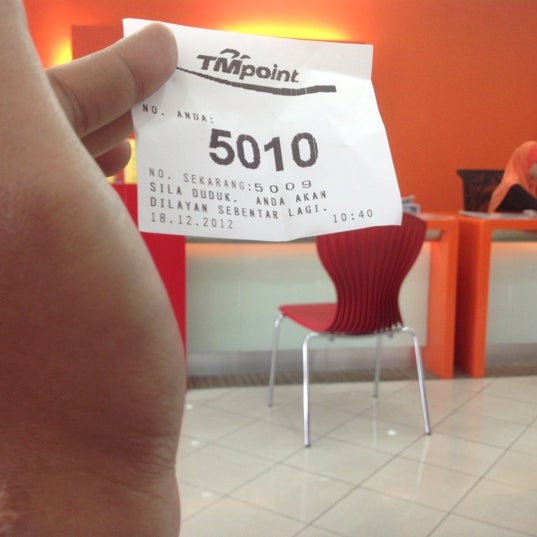 TMpoint
NO. ANDA:
5010
NO. SEKARANG:5009
SILA DUDUK. ANDA AKAN
DILAYAN SEBENTAR LAGI.
18.12.2012 10:40